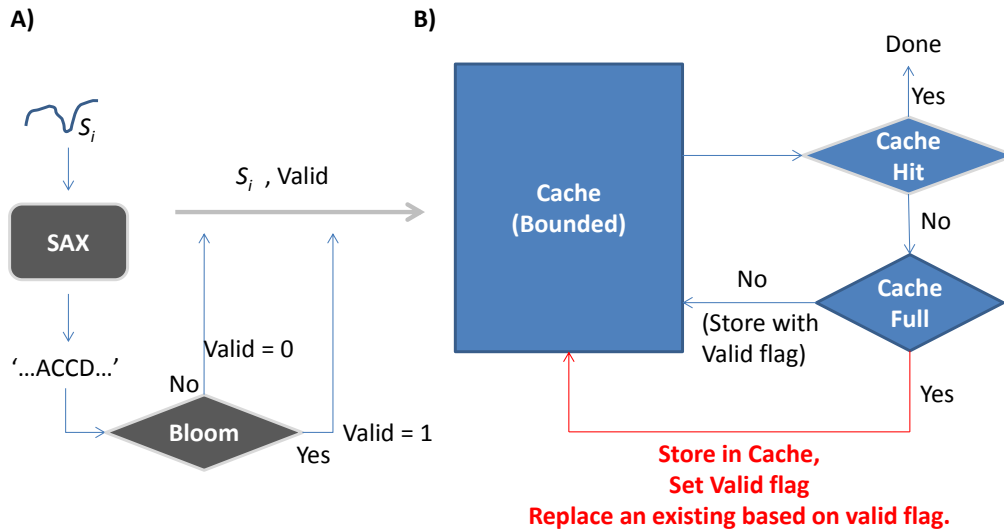 A)
S_i
SAX
'...ACCD...'
Bloom
No
Valid = 0
Yes
Valid = 1
S_i , Valid
B)
Cache
(Bounded)
Done
Yes
Cache
Hit
No
Cache
Full
No
(Store with
Valid flag)
Yes
Store in Cache,
Set Valid flag
Replace an existing based on valid flag.